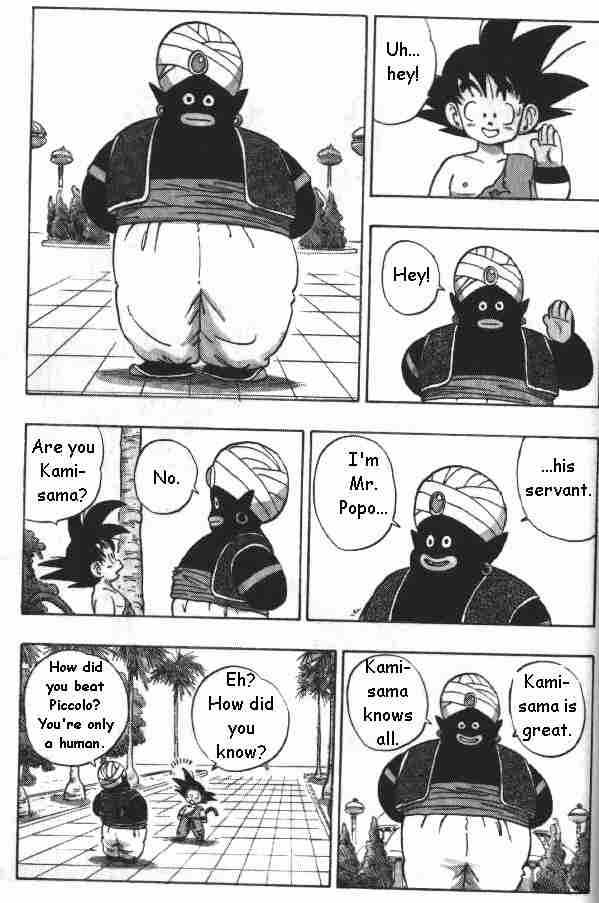 Uh...
hey!
Hey!
Are you
Kami-
sama?
No.
I'm
Mr.
Popo...
...his
servant.
How did
you beat
Piccolo?
You're only
a human.
Eh?
How did
you
know?
Kami-
sama
knows
all.
Kami-
sama is
great.